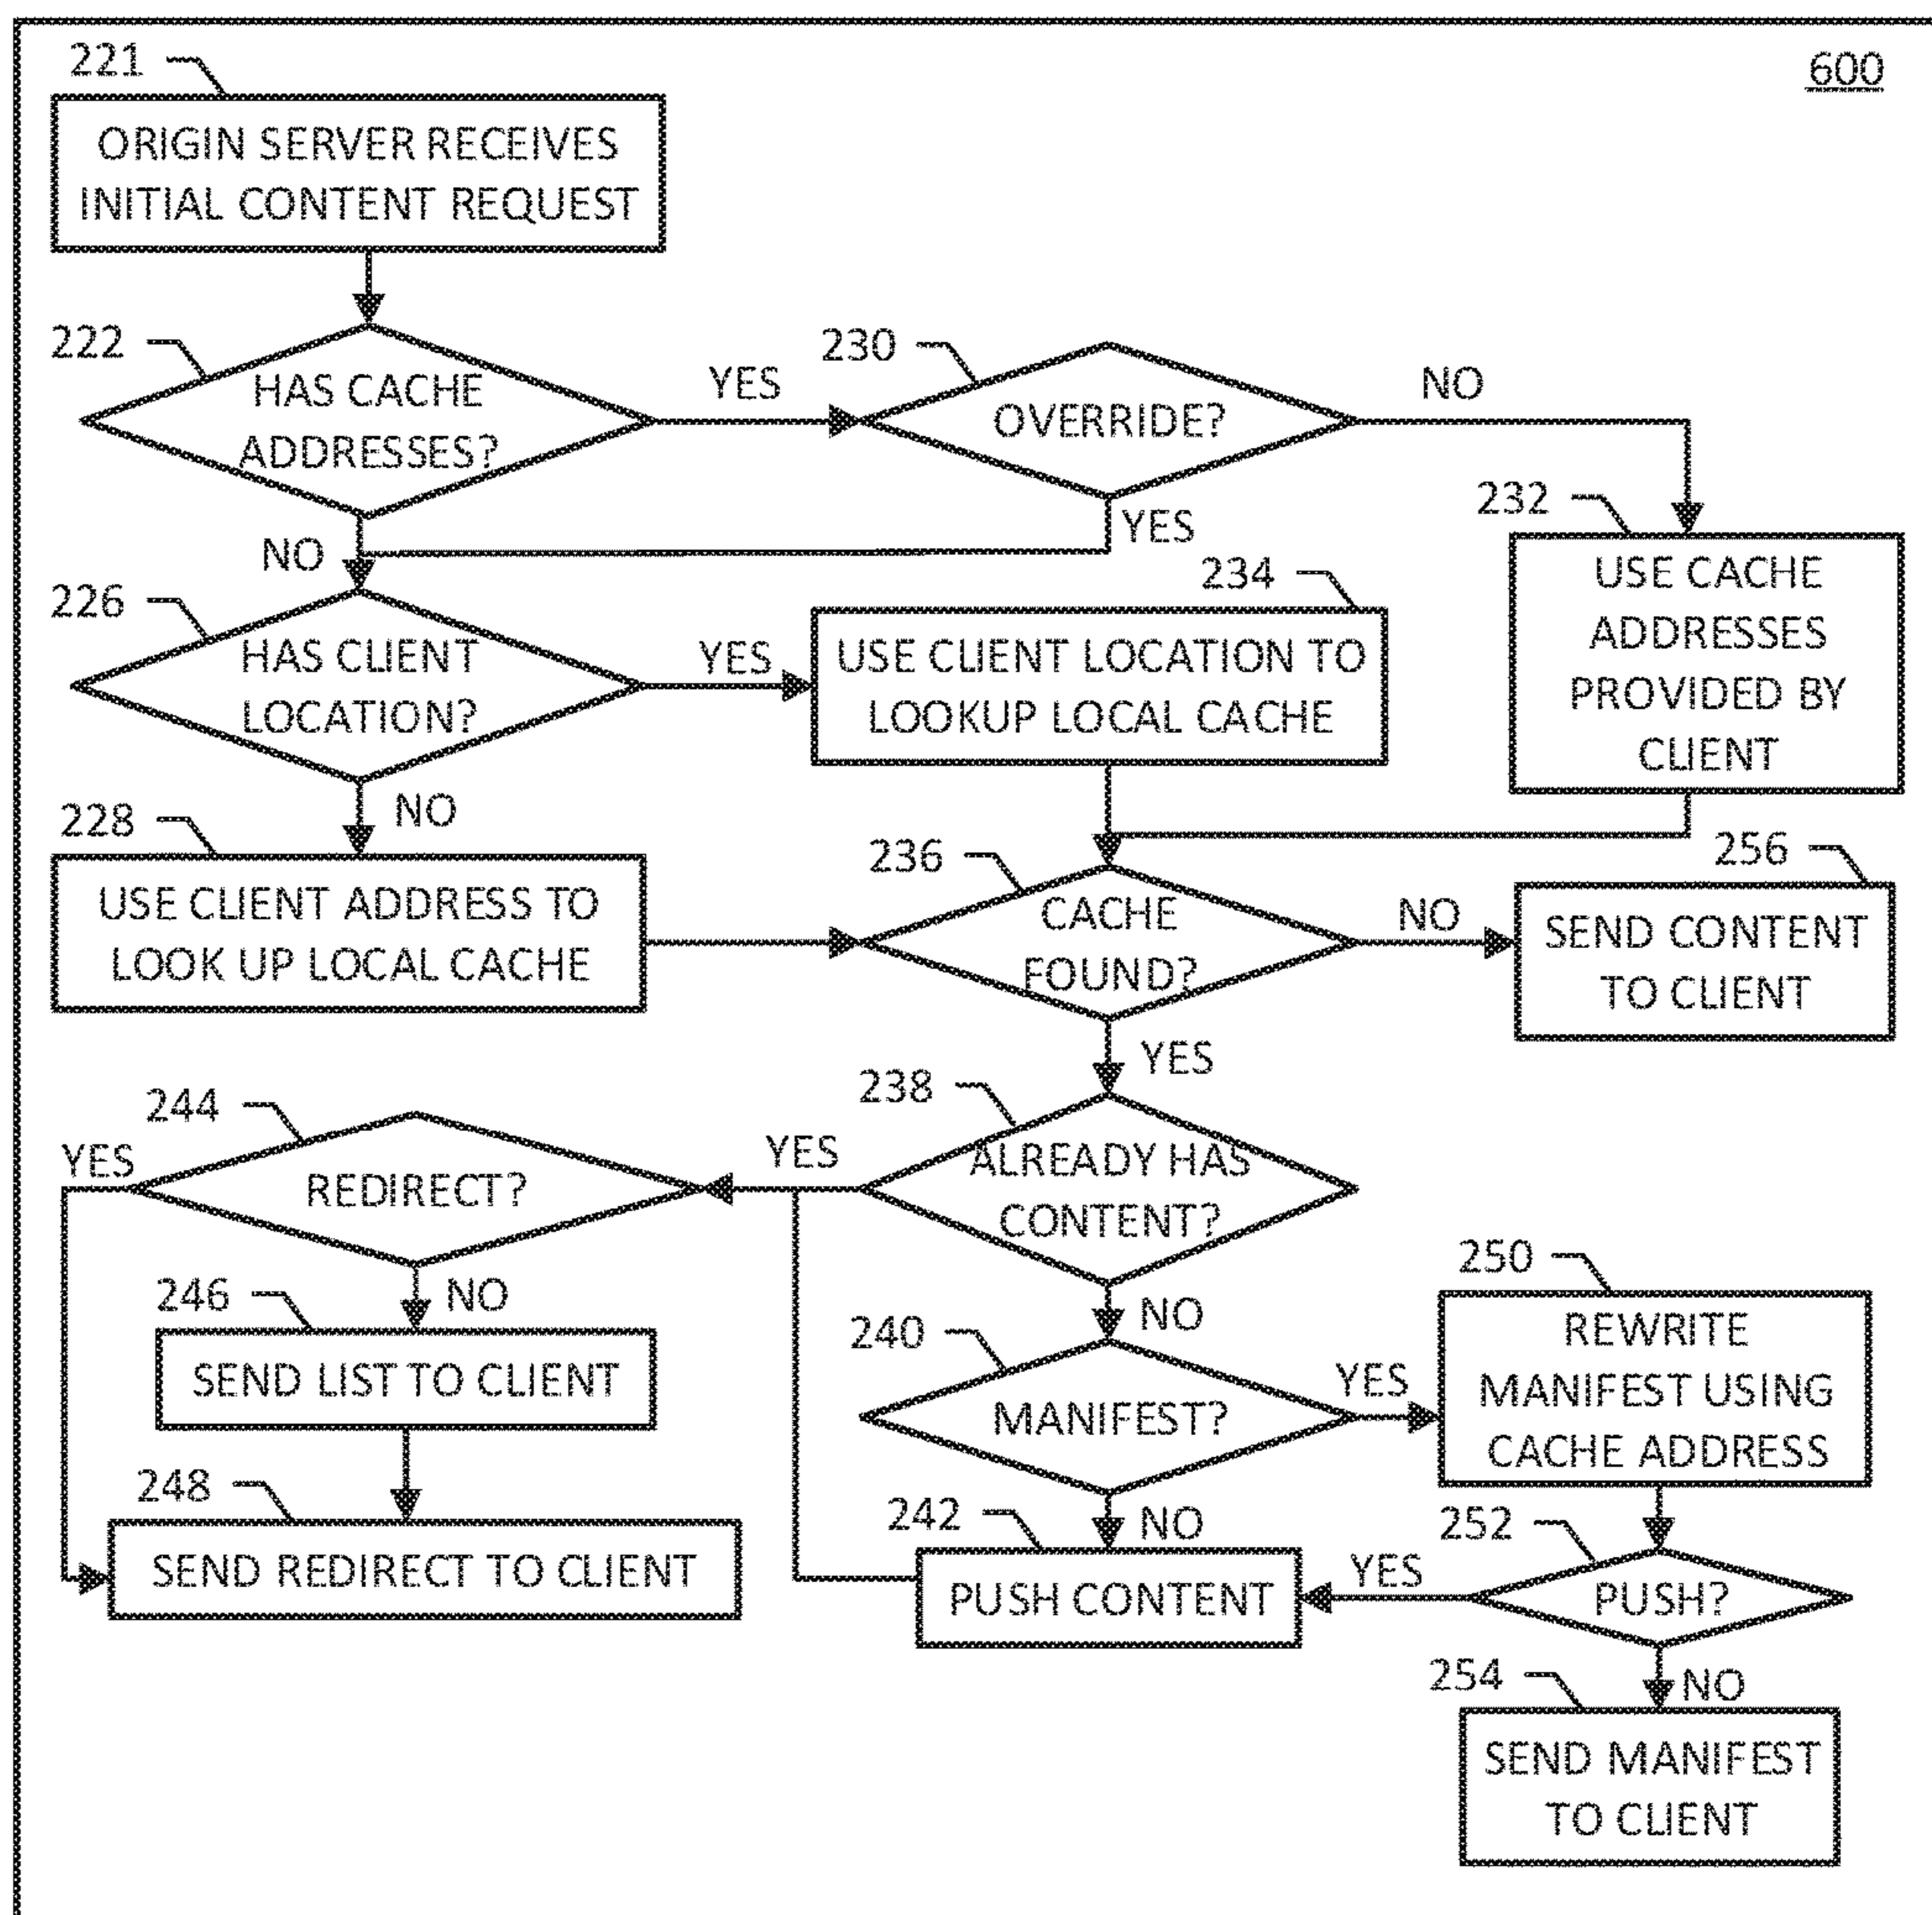 600
221
ORIGIN SERVER RECEIVES
INITIAL CONTENT REQUEST
222
HAS CACHE
ADDRESSES?
YES
230
OVERRIDE?
NO
NO
YES
232
USE CACHE
ADDRESSES
PROVIDED BY
CLIENT
226
HAS CLIENT
LOCATION?
YES
234
USE CLIENT LOCATION TO
LOOKUP LOCAL CACHE
NO
228
USE CLIENT ADDRESS TO
LOOK UP LOCAL CACHE
236
CACHE
FOUND?
NO
256
SEND CONTENT
TO CLIENT
YES
238
ALREADY HAS
CONTENT?
YES
244
REDIRECT?
YES
NO
246
SEND LIST TO CLIENT
248
SEND REDIRECT TO CLIENT
NO
240
MANIFEST?
YES
250
REWRITE
MANIFEST USING
CACHE ADDRESS
NO
242
PUSH CONTENT
YES
252
PUSH?
NO
254
SEND MANIFEST
TO CLIENT